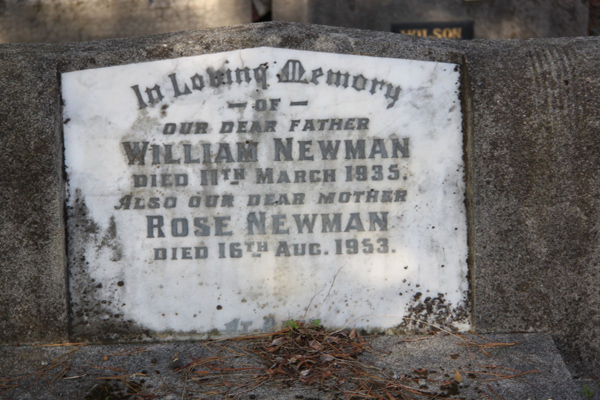 WILSON
In Loving Memory
— OF —
OUR DEAR FATHER
WILLIAM NEWMAN
DIED 11TH MARCH 1935.
ALSO OUR DEAR MOTHER
ROSE NEWMAN
DIED 16TH AUG. 1953.